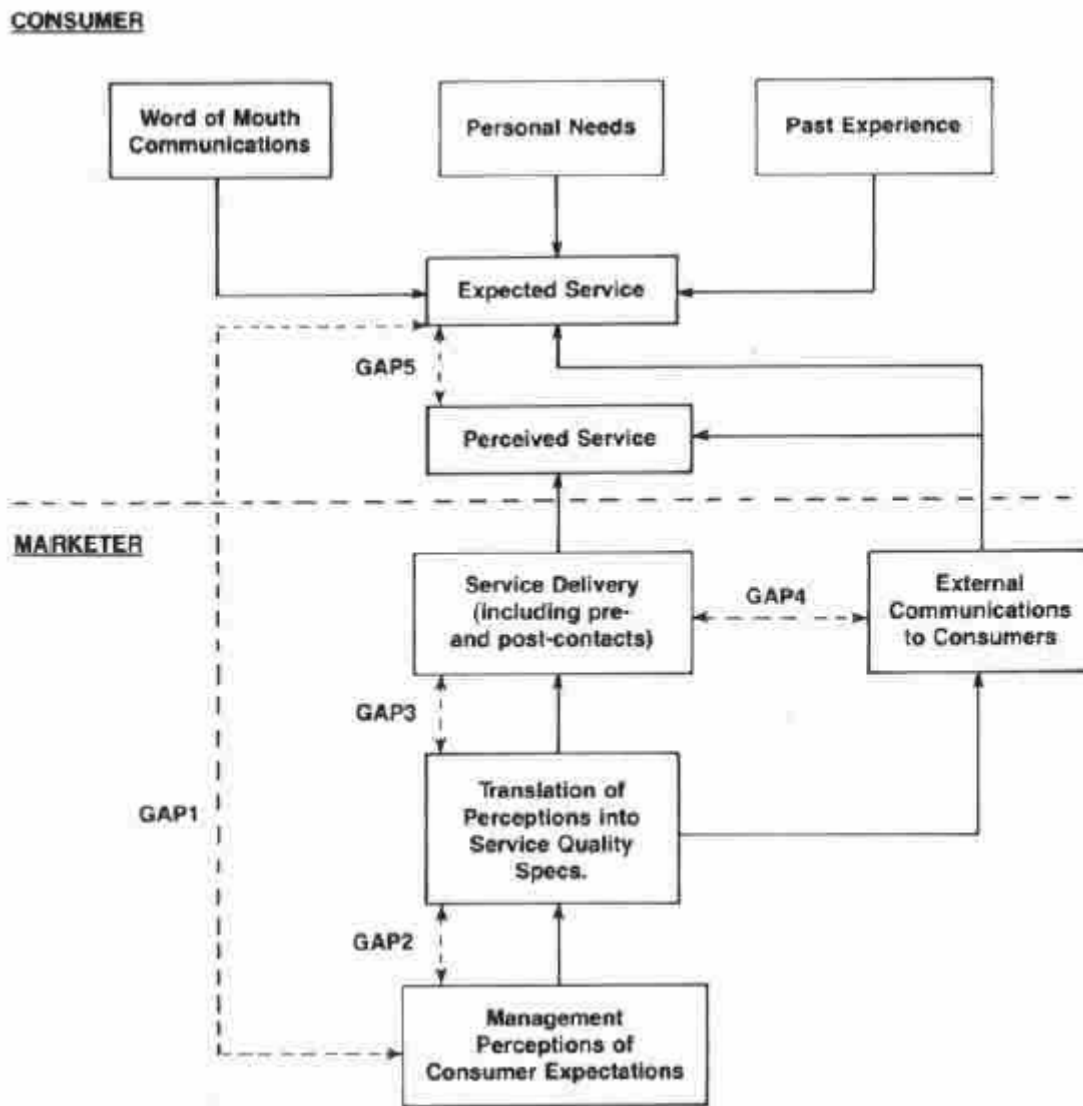 CONSUMER
Word of Mouth
Communications
Personal Needs
Past Experience
Expected Service
GAP5
Perceived Service
MARKETER
Service Delivery
(including pre-
and post-contacts)
GAP4
External
Communications
to Consumers
GAP3
Translation of
Perceptions into
Service Quality
Specs.
GAP1
GAP2
Management
Perceptions of
Consumer Expectations